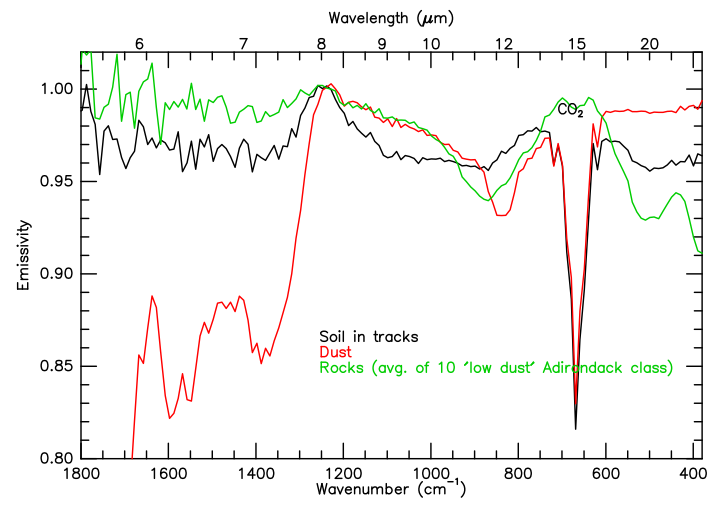 Wavelength (μm)
6 7 8 9 10 12 15 20
1.00
0.95
0.90
0.85
0.80
Emissivity
CO₂
Soil in tracks
Dust
Rocks (avg. of 10 'low dust' Adirondack class)
1800 1600 1400 1200 1000 800 600 400
Wavenumber (cm⁻¹)